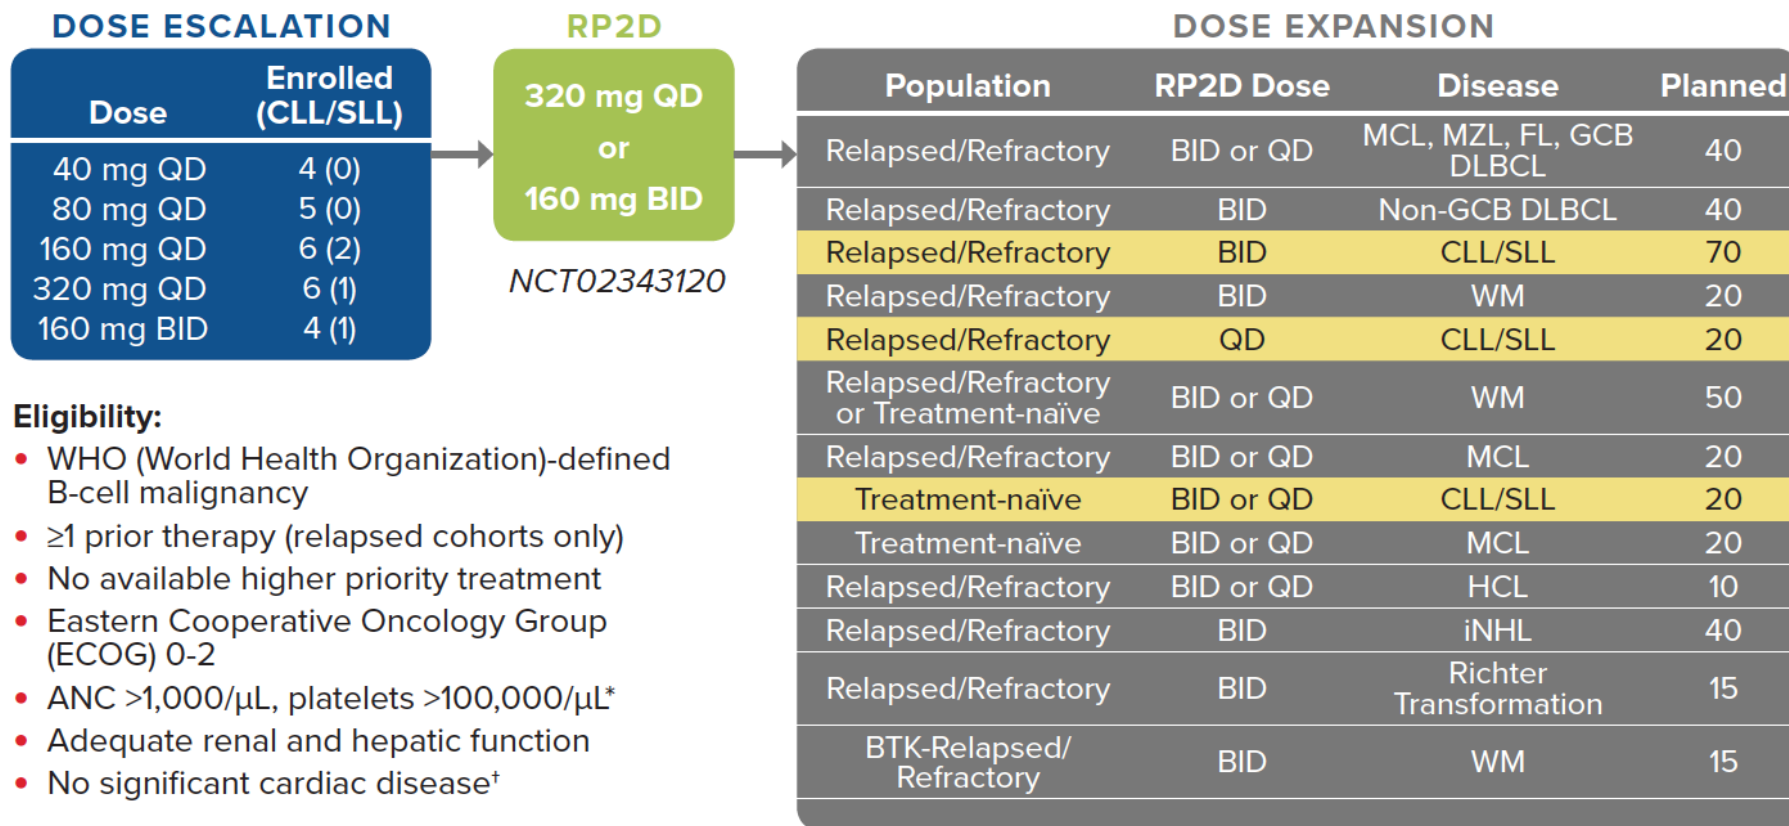 DOSE ESCALATION
Dose Enrolled (CLL/SLL)
40 mg QD 4 (0)
80 mg QD 5 (0)
160 mg QD 6 (2)
320 mg QD 6 (1)
160 mg BID 4 (1)
RP2D
320 mg QD
or
160 mg BID
NCT02343120
Eligibility:
• WHO (World Health Organization)-defined
B-cell malignancy
• ≥1 prior therapy (relapsed cohorts only)
• No available higher priority treatment
• Eastern Cooperative Oncology Group
(ECOG) 0-2
• ANC >1,000/µL, platelets >100,000/µL*
• Adequate renal and hepatic function
• No significant cardiac disease†
DOSE EXPANSION
Population RP2D Dose Disease Planned
Relapsed/Refractory BID or QD MCL, MZL, FL, GCB DLBCL 40
Relapsed/Refractory BID Non-GCB DLBCL 40
Relapsed/Refractory BID CLL/SLL 70
Relapsed/Refractory BID WM 20
Relapsed/Refractory QD CLL/SLL 20
Relapsed/Refractory or Treatment-naïve BID or QD WM 50
Relapsed/Refractory BID or QD MCL 20
Treatment-naïve BID or QD CLL/SLL 20
Treatment-naïve BID or QD MCL 20
Relapsed/Refractory BID or QD HCL 10
Relapsed/Refractory BID iNHL 40
Relapsed/Refractory BID Richter Transformation 15
BTK-Relapsed/Refractory BID WM 15